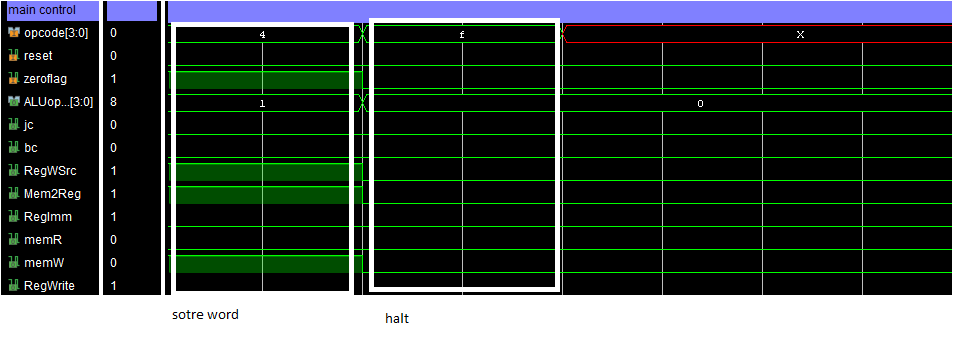 main control
opcode[3:0] 0 4 f X
reset 0
zeroflag 1
ALUop...[3:0] 8 1 0
jc 0
bc 0
RegWSrc 1
Mem2Reg 1
RegImm 1
memR 0
memW 0
RegWrite 1
sotre word
halt